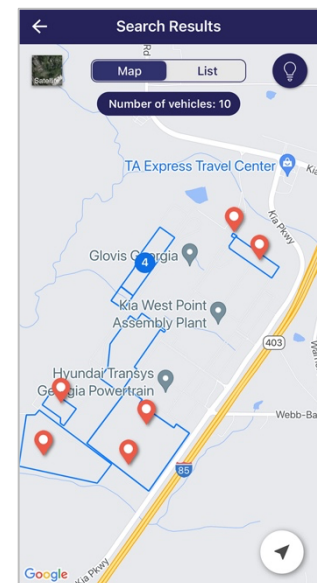 Search Results
Satellite
Map
List
Rd
Number of vehicles: 10
TA Express Travel Center
Kia
Kia Pkwy
Glovis Georgia
4
Kia West Point
Assembly Plant
403
Hyundai Transys
Georgia Powertrain
Webb-Ba
85
Kia Pkwy
Google